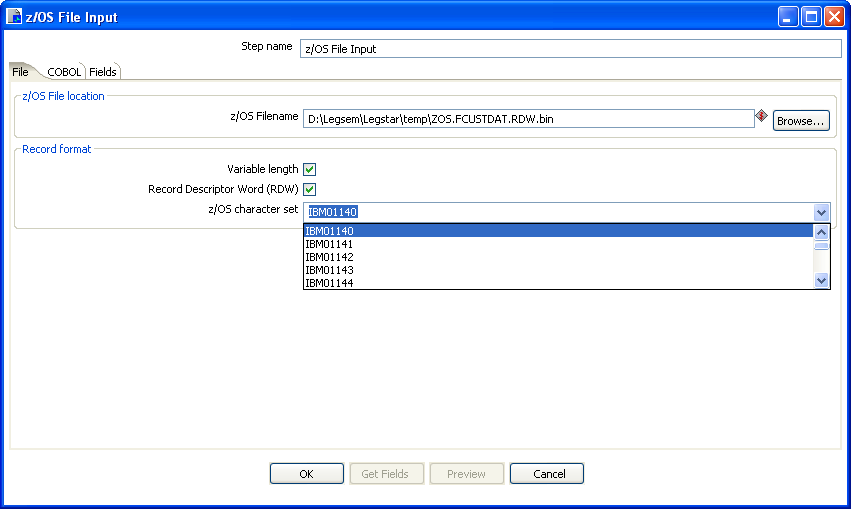 z/OS File Input
Step name z/OS File Input
File COBOL Fields
z/OS File location
z/OS Filename D:\Legsem\Legstar\temp\ZOS.FCUSTDAT.RDW.bin Browse...
Record format
Variable length
Record Descriptor Word (RDW)
z/OS character set IBM01140
IBM01140
IBM01141
IBM01142
IBM01143
IBM01144
OK Get Fields Preview Cancel